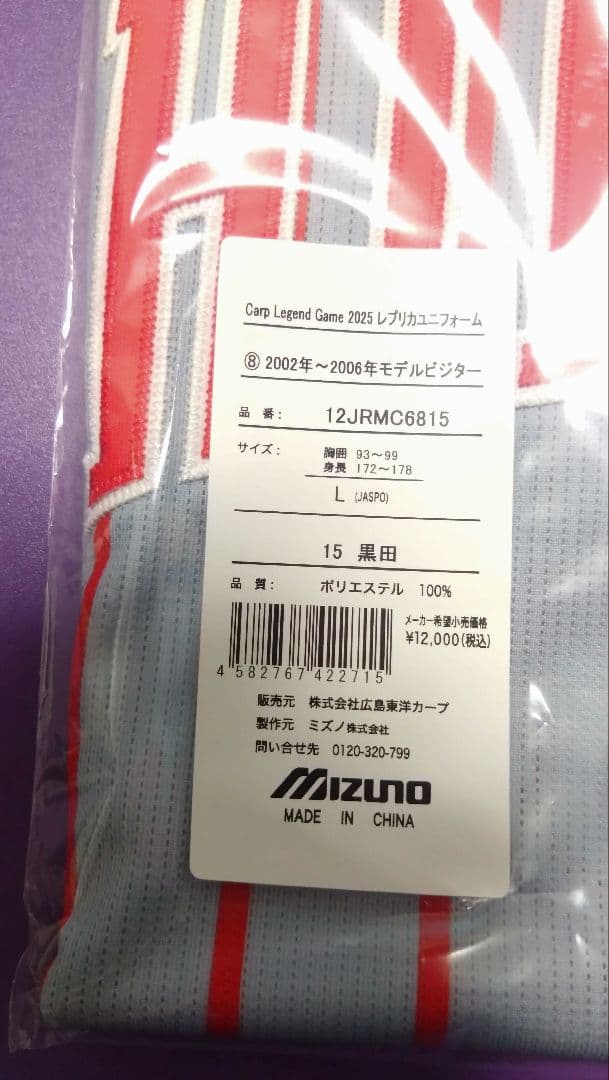 Carp Legend Game 2025 レプリカユニフォーム
⑧ 2002年～2006年モデルビジター
品 番： 12JRMC6815
サイズ： 胸囲 93～99
身長 172～178
L (JASPO)
15 黒田
品 質： ポリエステル 100%
メーカー希望小売価格
¥12,000(税込)
4 582767 422715
販売元 株式会社広島東洋カープ
製作元 ミズノ株式会社
問い合せ先 0120-320-799
MIZUNO
MADE IN CHINA